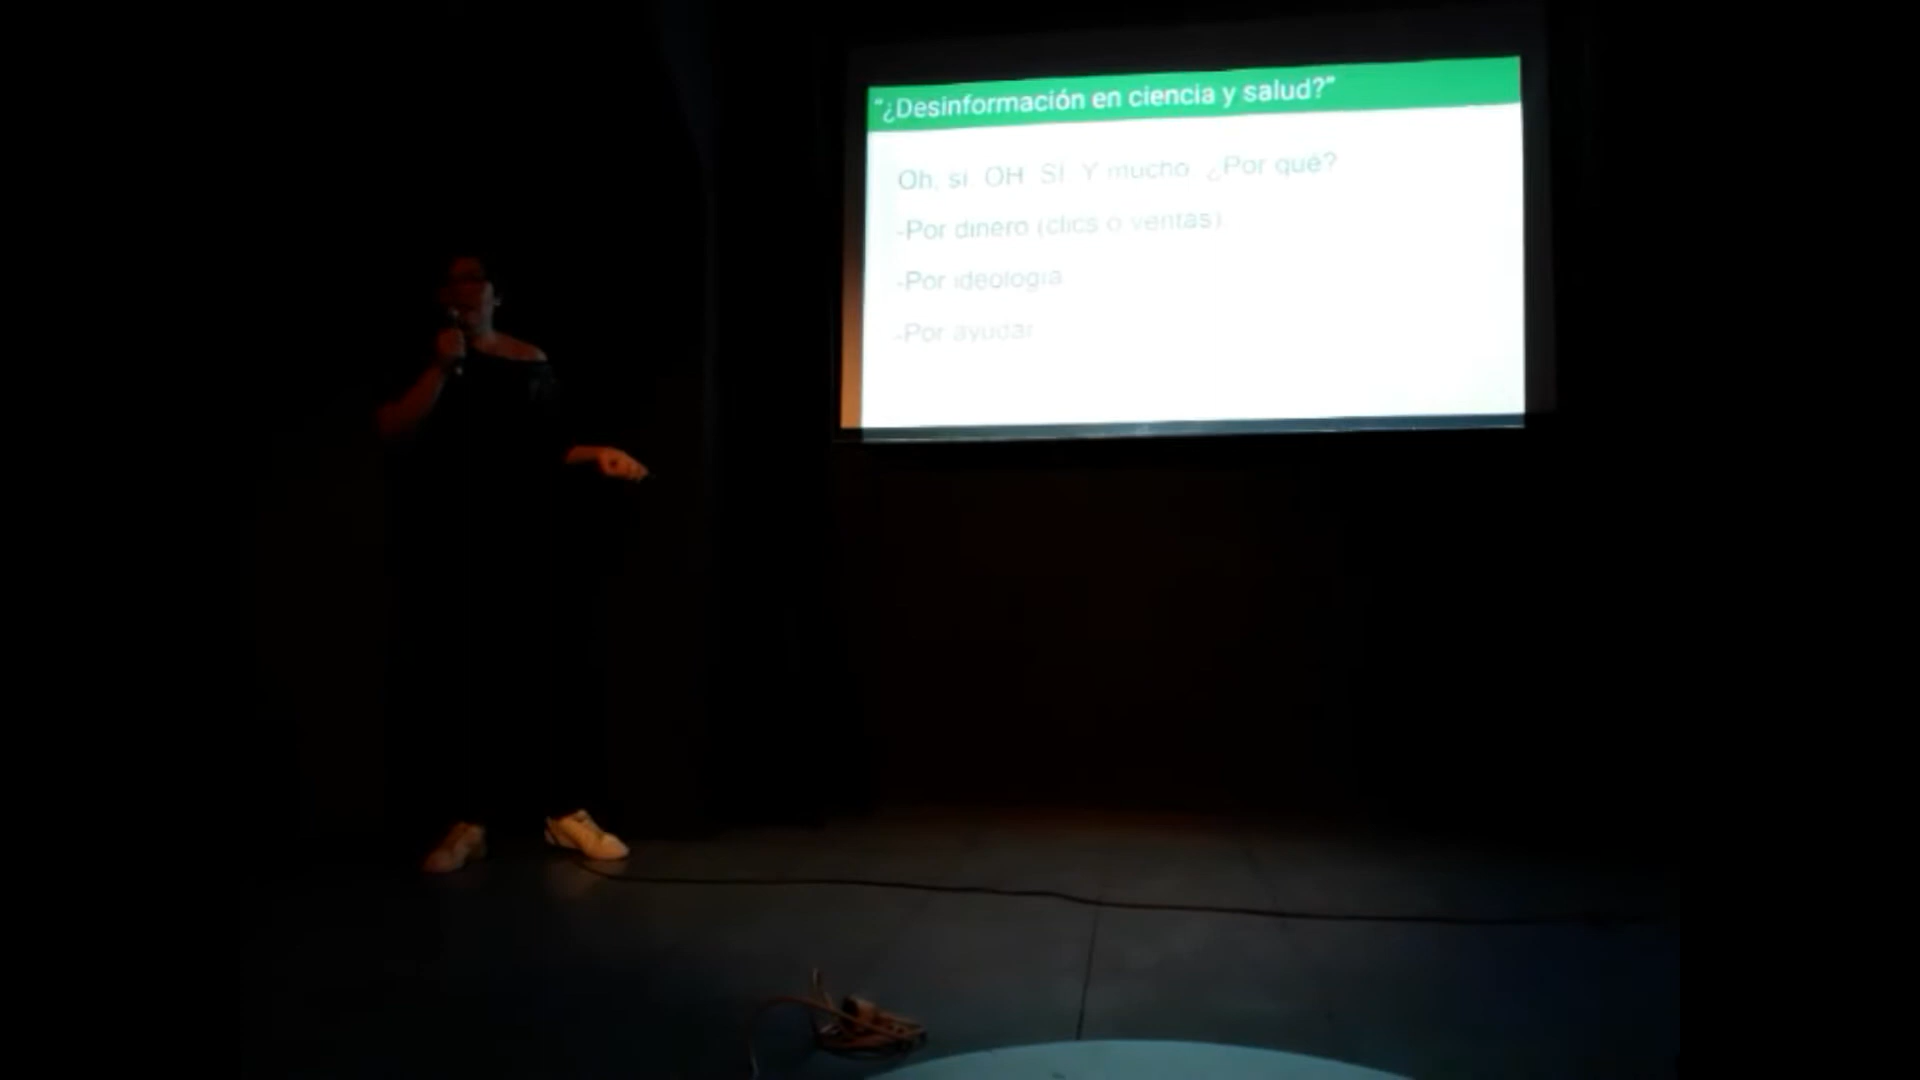 “¿Desinformación en ciencia y salud?”
Oh, sí. OH. SÍ. Y mucho. ¿Por qué?
-Por dinero (clics o ventas).
-Por ideología
-Por ayudar